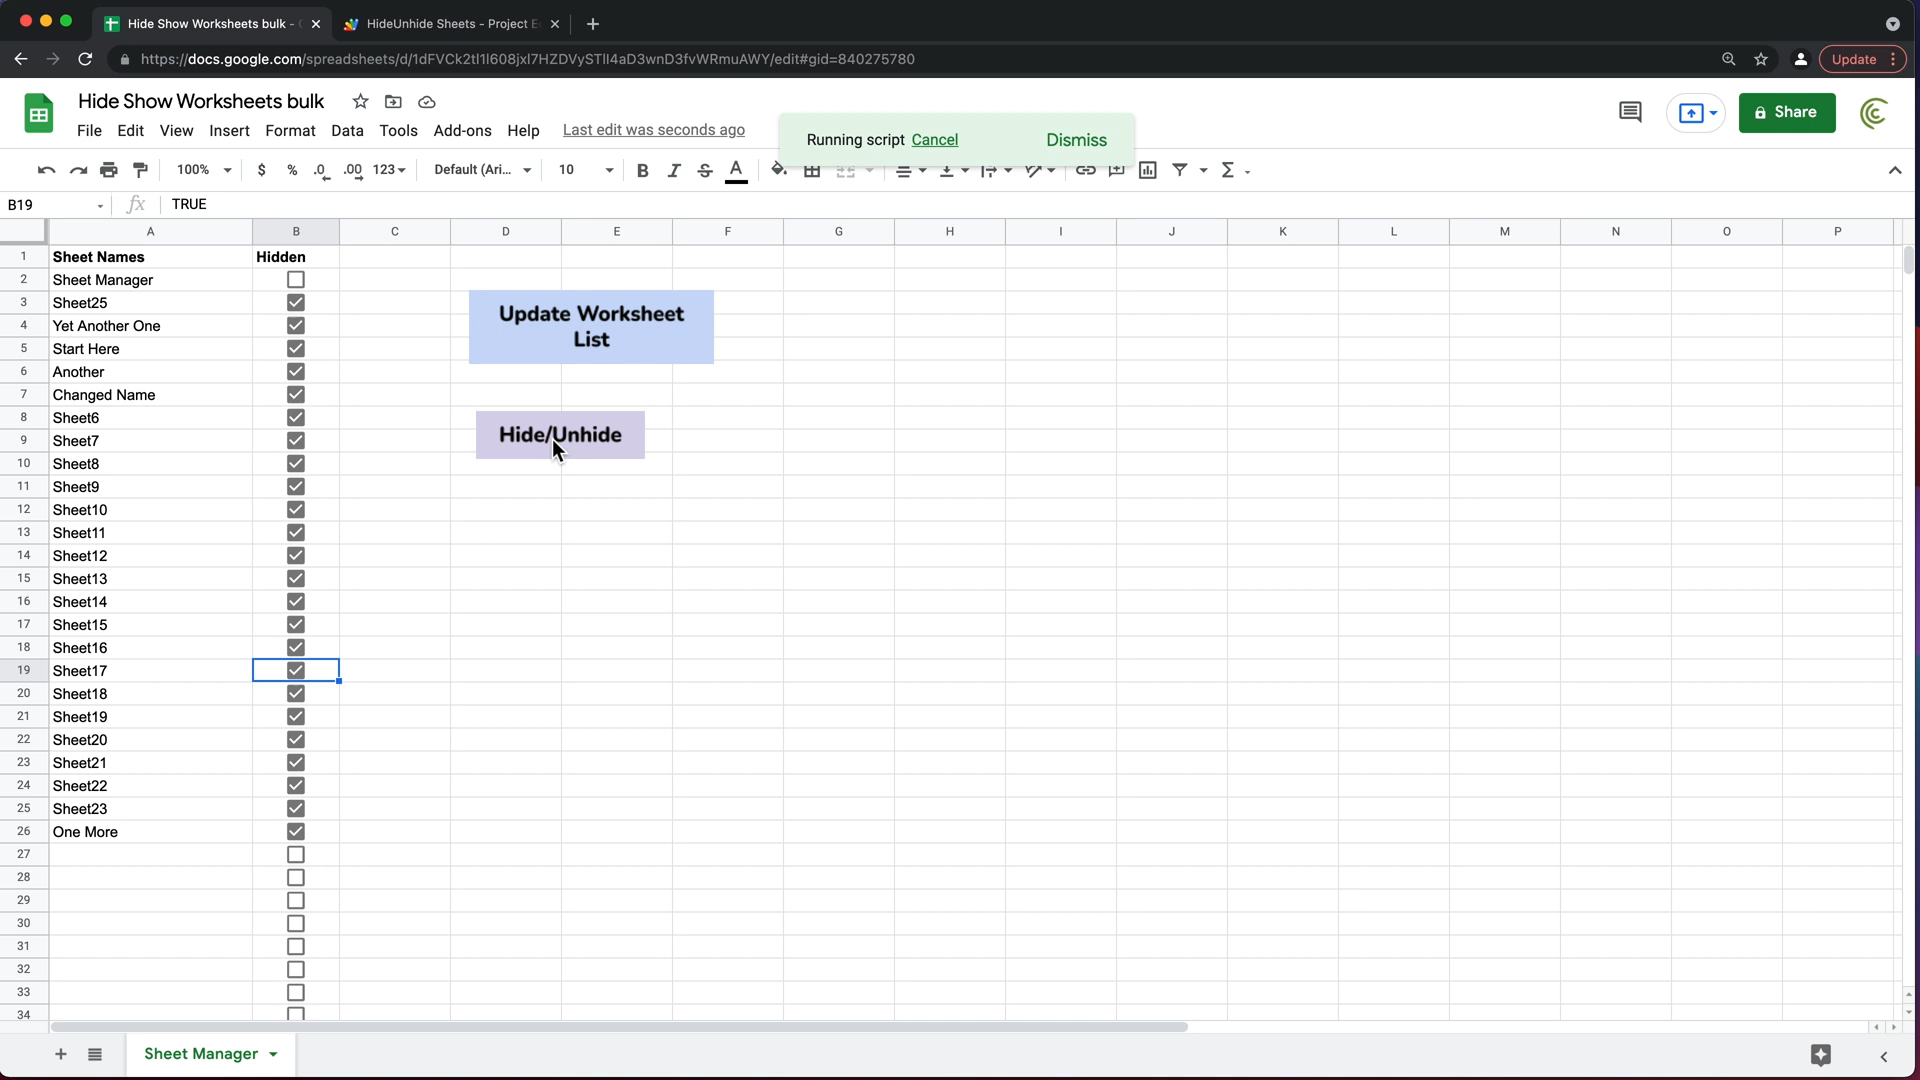 Hide Show Worksheets bulk - 
HideUnhide Sheets - Project E
https://docs.google.com/spreadsheets/d/1dFVCk2tI1I608jxI7HZDVySTlI4aD3wnD3fvWRmuAWY/edit#gid=840275780
Update
Hide Show Worksheets bulk
File Edit View Insert Format Data Tools Add-ons Help Last edit was seconds ago
Running script Cancel Dismiss
Share
100% $ % .0 .00 123 Default (Ari... 10 B I S A Σ
B19 fx TRUE
A B C D E F G H I J K L M N O P
1 Sheet Names Hidden
2 Sheet Manager
3 Sheet25
4 Yet Another One
5 Start Here
6 Another
7 Changed Name
8 Sheet6
9 Sheet7
10 Sheet8
11 Sheet9
12 Sheet10
13 Sheet11
14 Sheet12
15 Sheet13
16 Sheet14
17 Sheet15
18 Sheet16
19 Sheet17
20 Sheet18
21 Sheet19
22 Sheet20
23 Sheet21
24 Sheet22
25 Sheet23
26 One More
27
28
29
30
31
32
33
34
Update Worksheet
List
Hide/Unhide
Sheet Manager